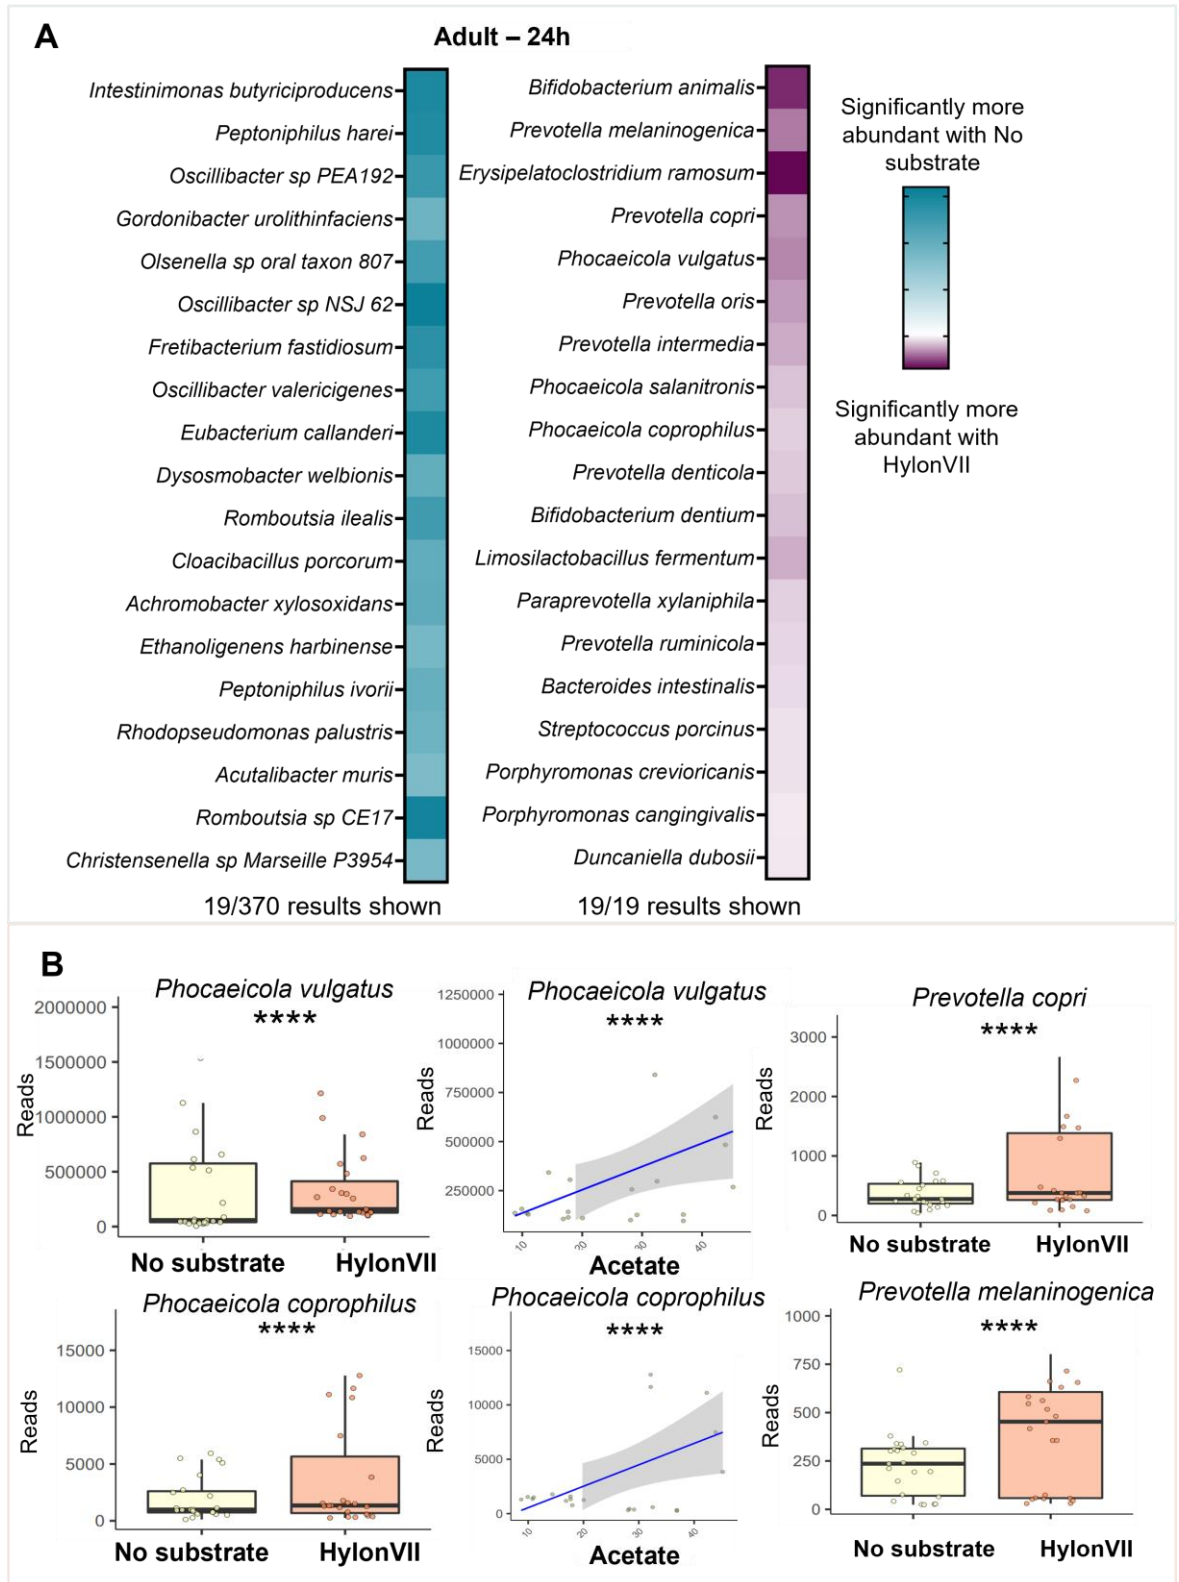 A
Adult – 24h
Intestinimonas butyriciproducens
Peptoniphilus harei
Oscillibacter sp PEA192
Gordonibacter urolithinfaciens
Olsenella sp oral taxon 807
Oscillibacter sp NSJ 62
Fretibacterium fastidiosum
Oscillibacter valericigenes
Eubacterium callanderi
Dysosmobacter welbionis
Romboutsia ilealis
Cloacibacillus porcorum
Achromobacter xylosoxidans
Ethanoligenens harbinense
Peptoniphilus ivorii
Rhodopseudomonas palustris
Acutalibacter muris
Romboutsia sp CE17
Christensenella sp Marseille P3954
19/370 results shown
Bifidobacterium animalis
Prevotella melaninogenica
Erysipelatoclostridium ramosum
Prevotella copri
Phocaeicola vulgatus
Prevotella oris
Prevotella intermedia
Phocaeicola salanitronis
Phocaeicola coprophilus
Prevotella denticola
Bifidobacterium dentium
Limosilactobacillus fermentum
Paraprevotella xylaniphila
Prevotella ruminicola
Bacteroides intestinalis
Streptococcus porcinus
Porphyromonas crevioricanis
Porphyromonas cangingivalis
Duncaniella dubosii
19/19 results shown
Significantly more
abundant with No
substrate
Significantly more
abundant with
HylonVII
B
Phocaeicola vulgatus
****
Reads
2000000
1500000
1000000
500000
0
No substrate
HylonVII
Phocaeicola vulgatus
****
Reads
1250000
1000000
750000
500000
250000
10
20
30
40
Acetate
Prevotella copri
****
Reads
3000
1000
0
No substrate
HylonVII
Phocaeicola coprophilus
****
Reads
15000
10000
5000
0
No substrate
HylonVII
Phocaeicola coprophilus
****
Reads
15000
10000
5000
0
10
20
30
40
Acetate
Prevotella melaninogenica
****
Reads
1000
750
500
250
0
No substrate
HylonVII